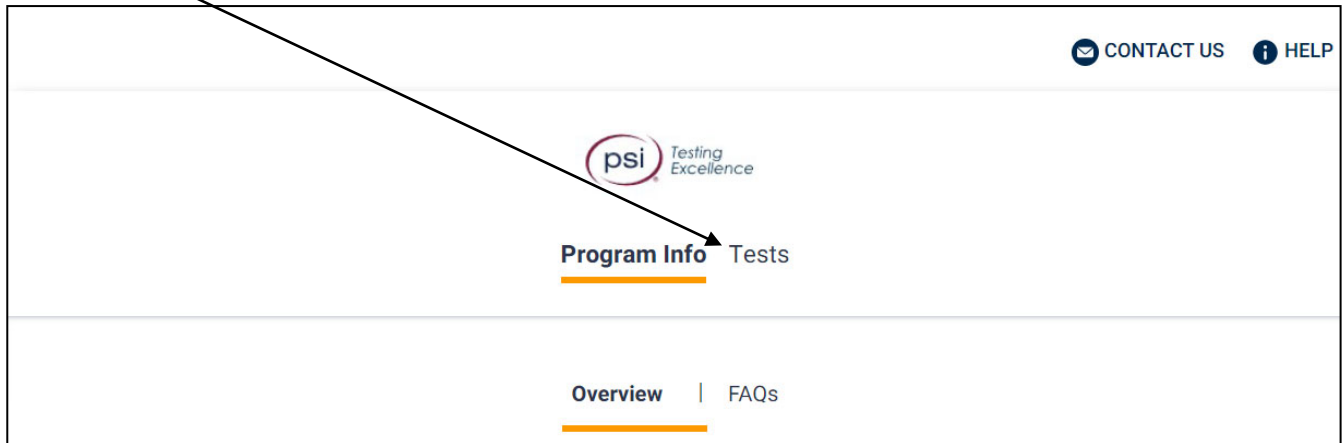 CONTACT US HELP
psi Testing
Excellence
Program Info Tests
Overview | FAQs